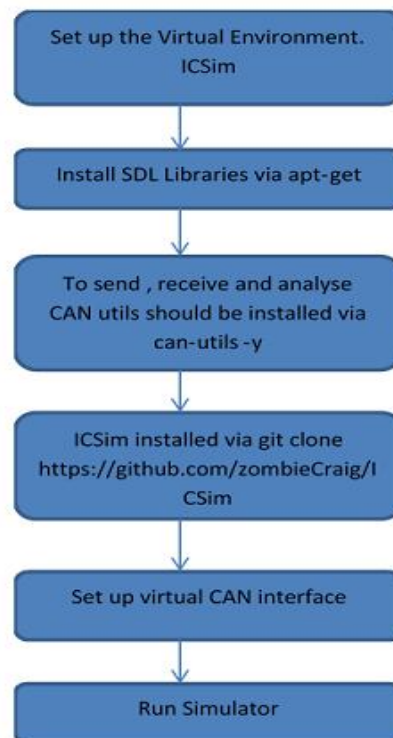 Set up the Virtual Environment.
ICSim
Install SDL Libraries via apt-get
To send , receive and analyse
CAN utils should be installed via
can-utils -y
ICSim installed via git clone
https://github.com/zombieCraig/I
CSim
Set up virtual CAN interface
Run Simulator